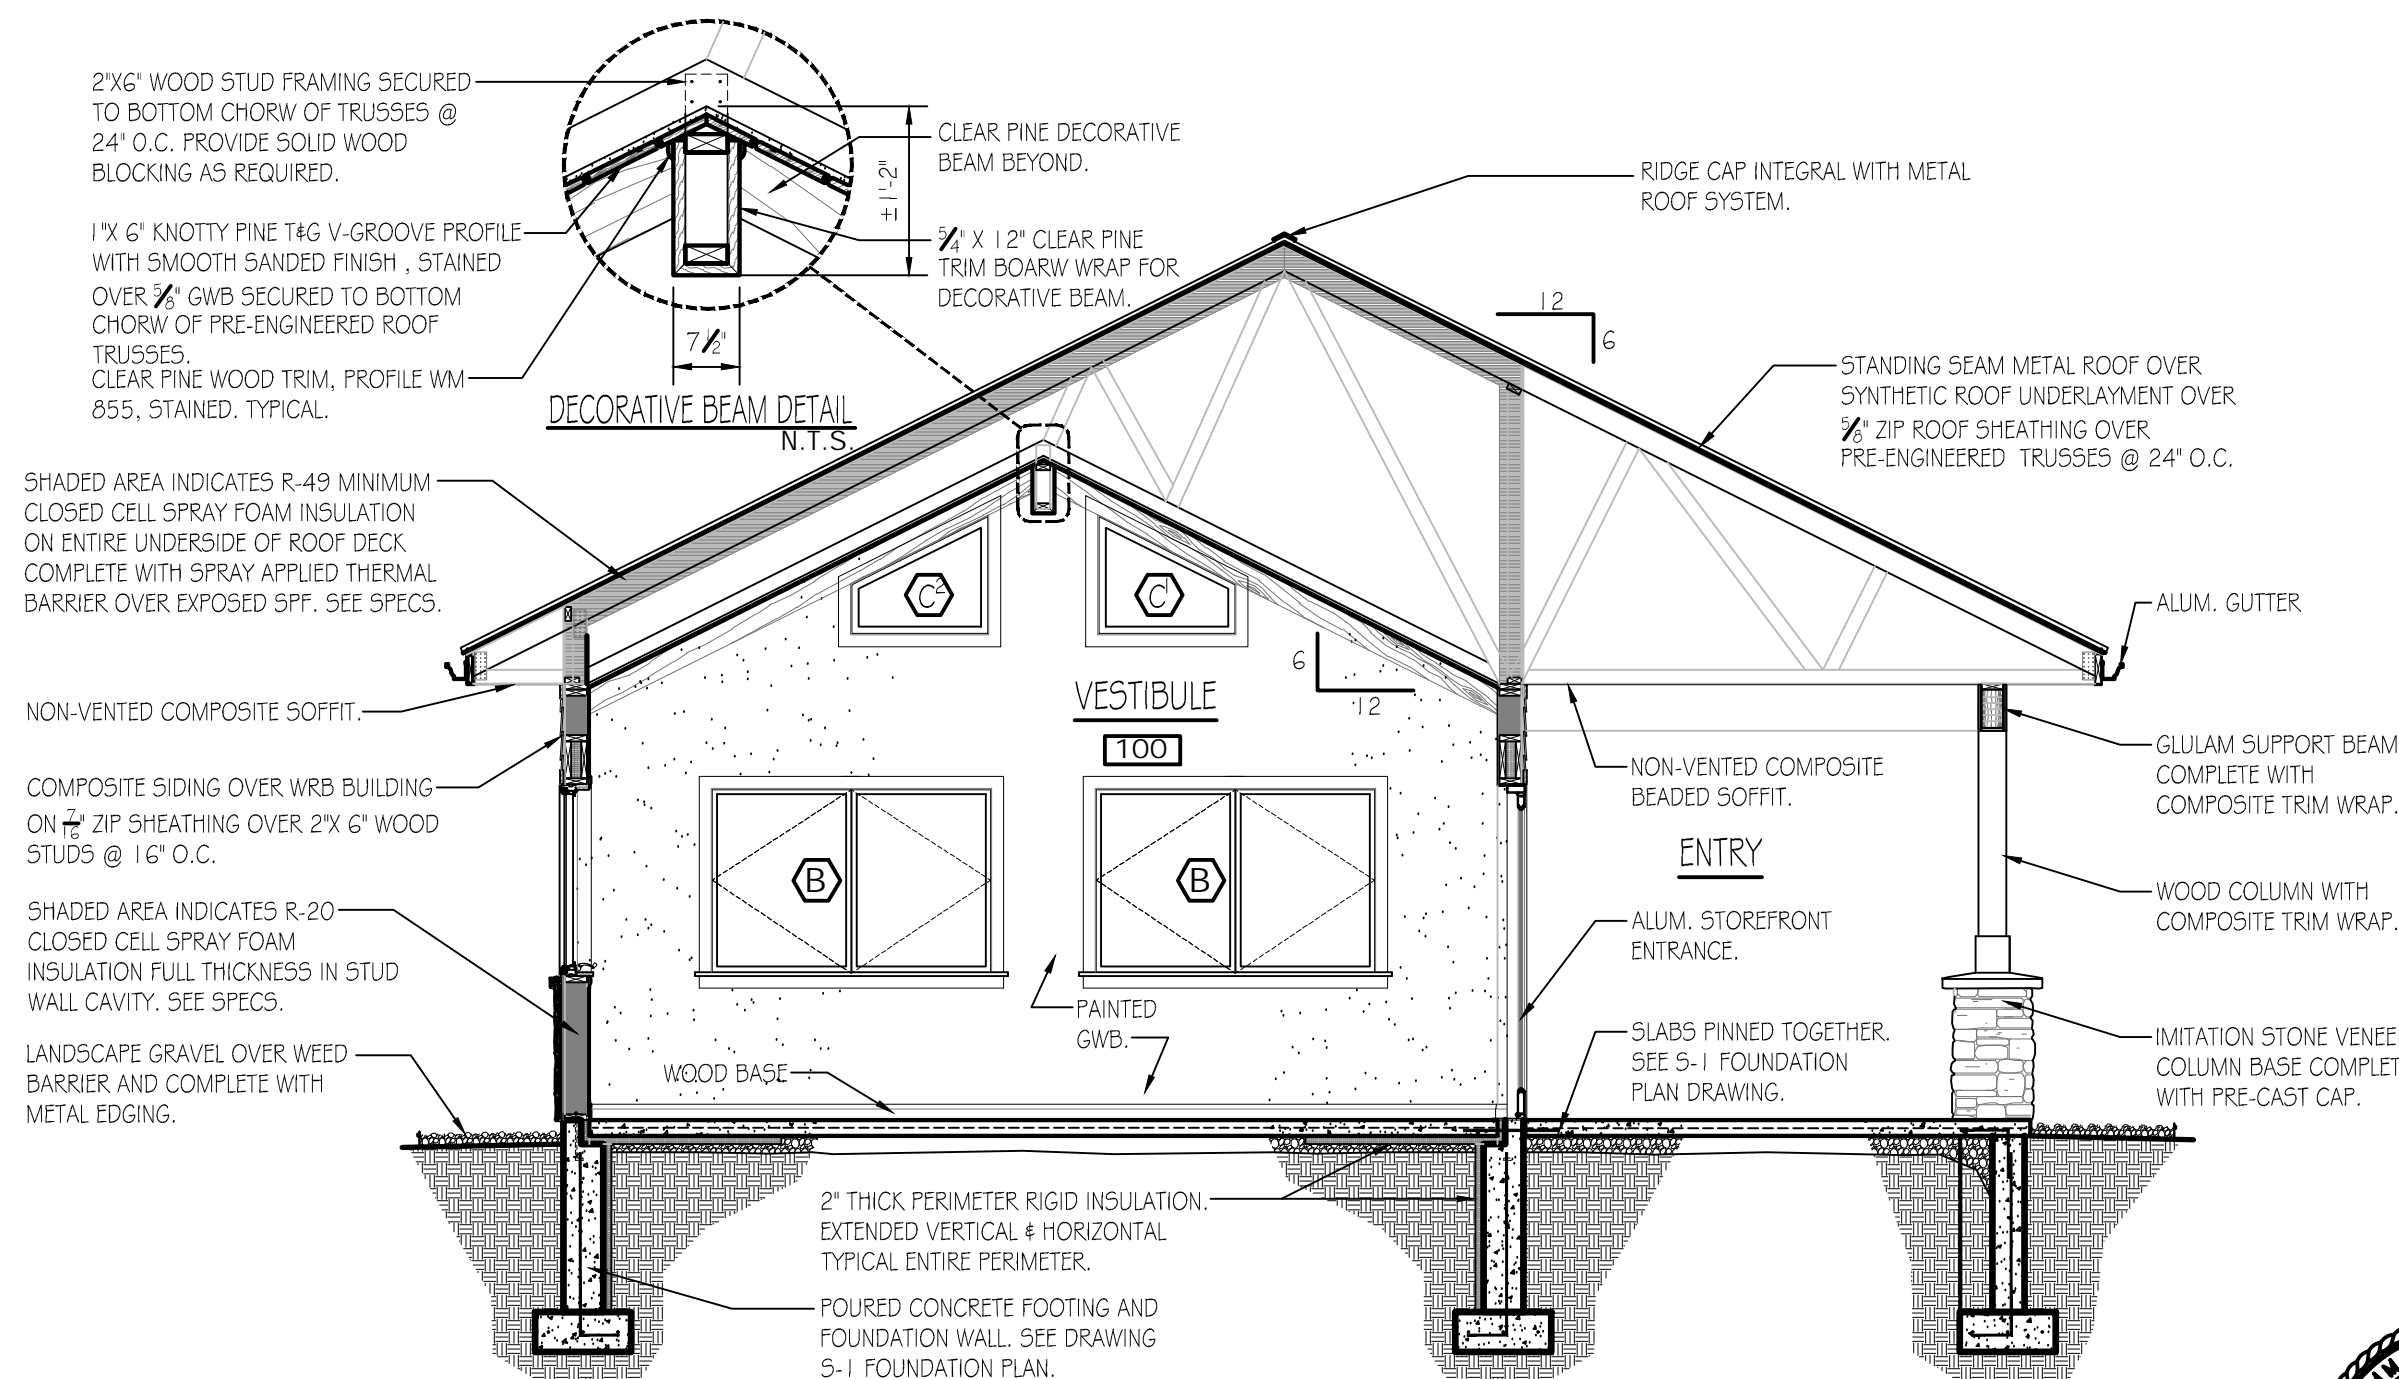 2"X6" WOOD STUD FRAMING SECURED
TO BOTTOM CHORW OF TRUSSES @
24" O.C. PROVIDE SOLID WOOD
BLOCKING AS REQUIRED.
1"X 6" KNOTTY PINE T&G V-GROOVE PROFILE
WITH SMOOTH SANDED FINISH , STAINED
OVER 5/8" GWB SECURED TO BOTTOM
CHORW OF PRE-ENGINEERED ROOF
TRUSSES.
CLEAR PINE WOOD TRIM, PROFILE WM
855, STAINED. TYPICAL.
CLEAR PINE DECORATIVE
BEAM BEYOND.
±1'-2"
5/4" X 12" CLEAR PINE
TRIM BOARW WRAP FOR
DECORATIVE BEAM.
7 1/2"
DECORATIVE BEAM DETAIL
N.T.S.
RIDGE CAP INTEGRAL WITH METAL
ROOF SYSTEM.
12
6
STANDING SEAM METAL ROOF OVER
SYNTHETIC ROOF UNDERLAYMENT OVER
5/8" ZIP ROOF SHEATHING OVER
PRE-ENGINEERED TRUSSES @ 24" O.C.
SHADED AREA INDICATES R-49 MINIMUM
CLOSED CELL SPRAY FOAM INSULATION
ON ENTIRE UNDERSIDE OF ROOF DECK
COMPLETE WITH SPRAY APPLIED THERMAL
BARRIER OVER EXPOSED SPF. SEE SPECS.
C2
C1
ALUM. GUTTER
6
12
NON-VENTED COMPOSITE SOFFIT.
VESTIBULE
100
COMPOSITE SIDING OVER WRB BUILDING
ON 7/16" ZIP SHEATHING OVER 2"X 6" WOOD
STUDS @ 16" O.C.
B
B
NON-VENTED COMPOSITE
BEADED SOFFIT.
GLULAM SUPPORT BEAM
COMPLETE WITH
COMPOSITE TRIM WRAP.
ENTRY
WOOD COLUMN WITH
COMPOSITE TRIM WRAP.
SHADED AREA INDICATES R-20
CLOSED CELL SPRAY FOAM
INSULATION FULL THICKNESS IN STUD
WALL CAVITY. SEE SPECS.
ALUM. STOREFRONT
ENTRANCE.
PAINTED
GWB.
LANDSCAPE GRAVEL OVER WEED
BARRIER AND COMPLETE WITH
METAL EDGING.
WOOD BASE
SLABS PINNED TOGETHER.
SEE S-1 FOUNDATION
PLAN DRAWING.
IMITATION STONE VENEE
COLUMN BASE COMPLET
WITH PRE-CAST CAP.
2" THICK PERIMETER RIGID INSULATION.
EXTENDED VERTICAL & HORIZONTAL
TYPICAL ENTIRE PERIMETER.
POURED CONCRETE FOOTING AND
FOUNDATION WALL. SEE DRAWING
S-1 FOUNDATION PLAN.